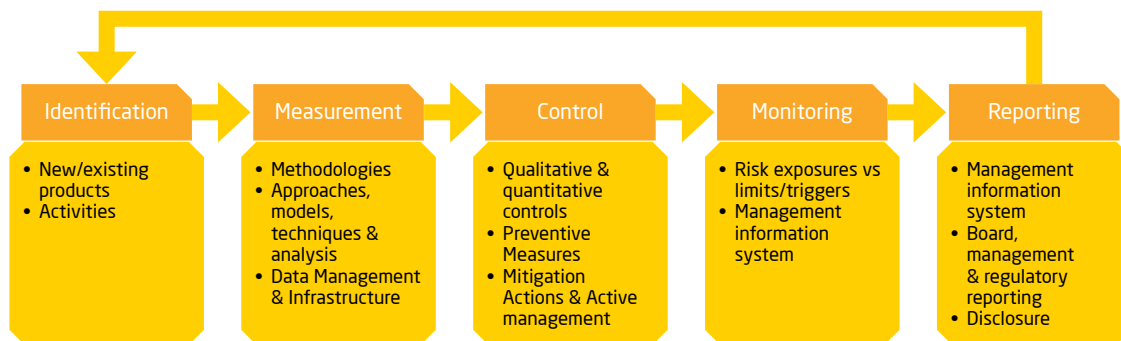 Identification
• New/existing
products
• Activities
Measurement
• Methodologies
• Approaches,
models,
techniques &
analysis
• Data Management
& Infrastructure
Control
• Qualitative &
quantitative
controls
• Preventive
Measures
• Mitigation
Actions & Active
management
Monitoring
• Risk exposures vs
limits/triggers
• Management
information
system
Reporting
• Management
information
system
• Board,
management
& regulatory
reporting
• Disclosure